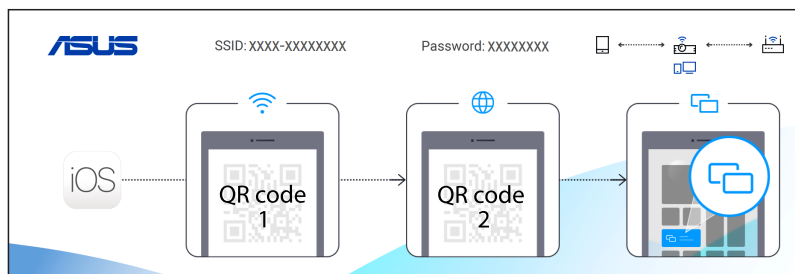 ASUS
SSID: XXXX-XXXXXXXX
Password: XXXXXXXX
iOS
QR code
1
QR code
2